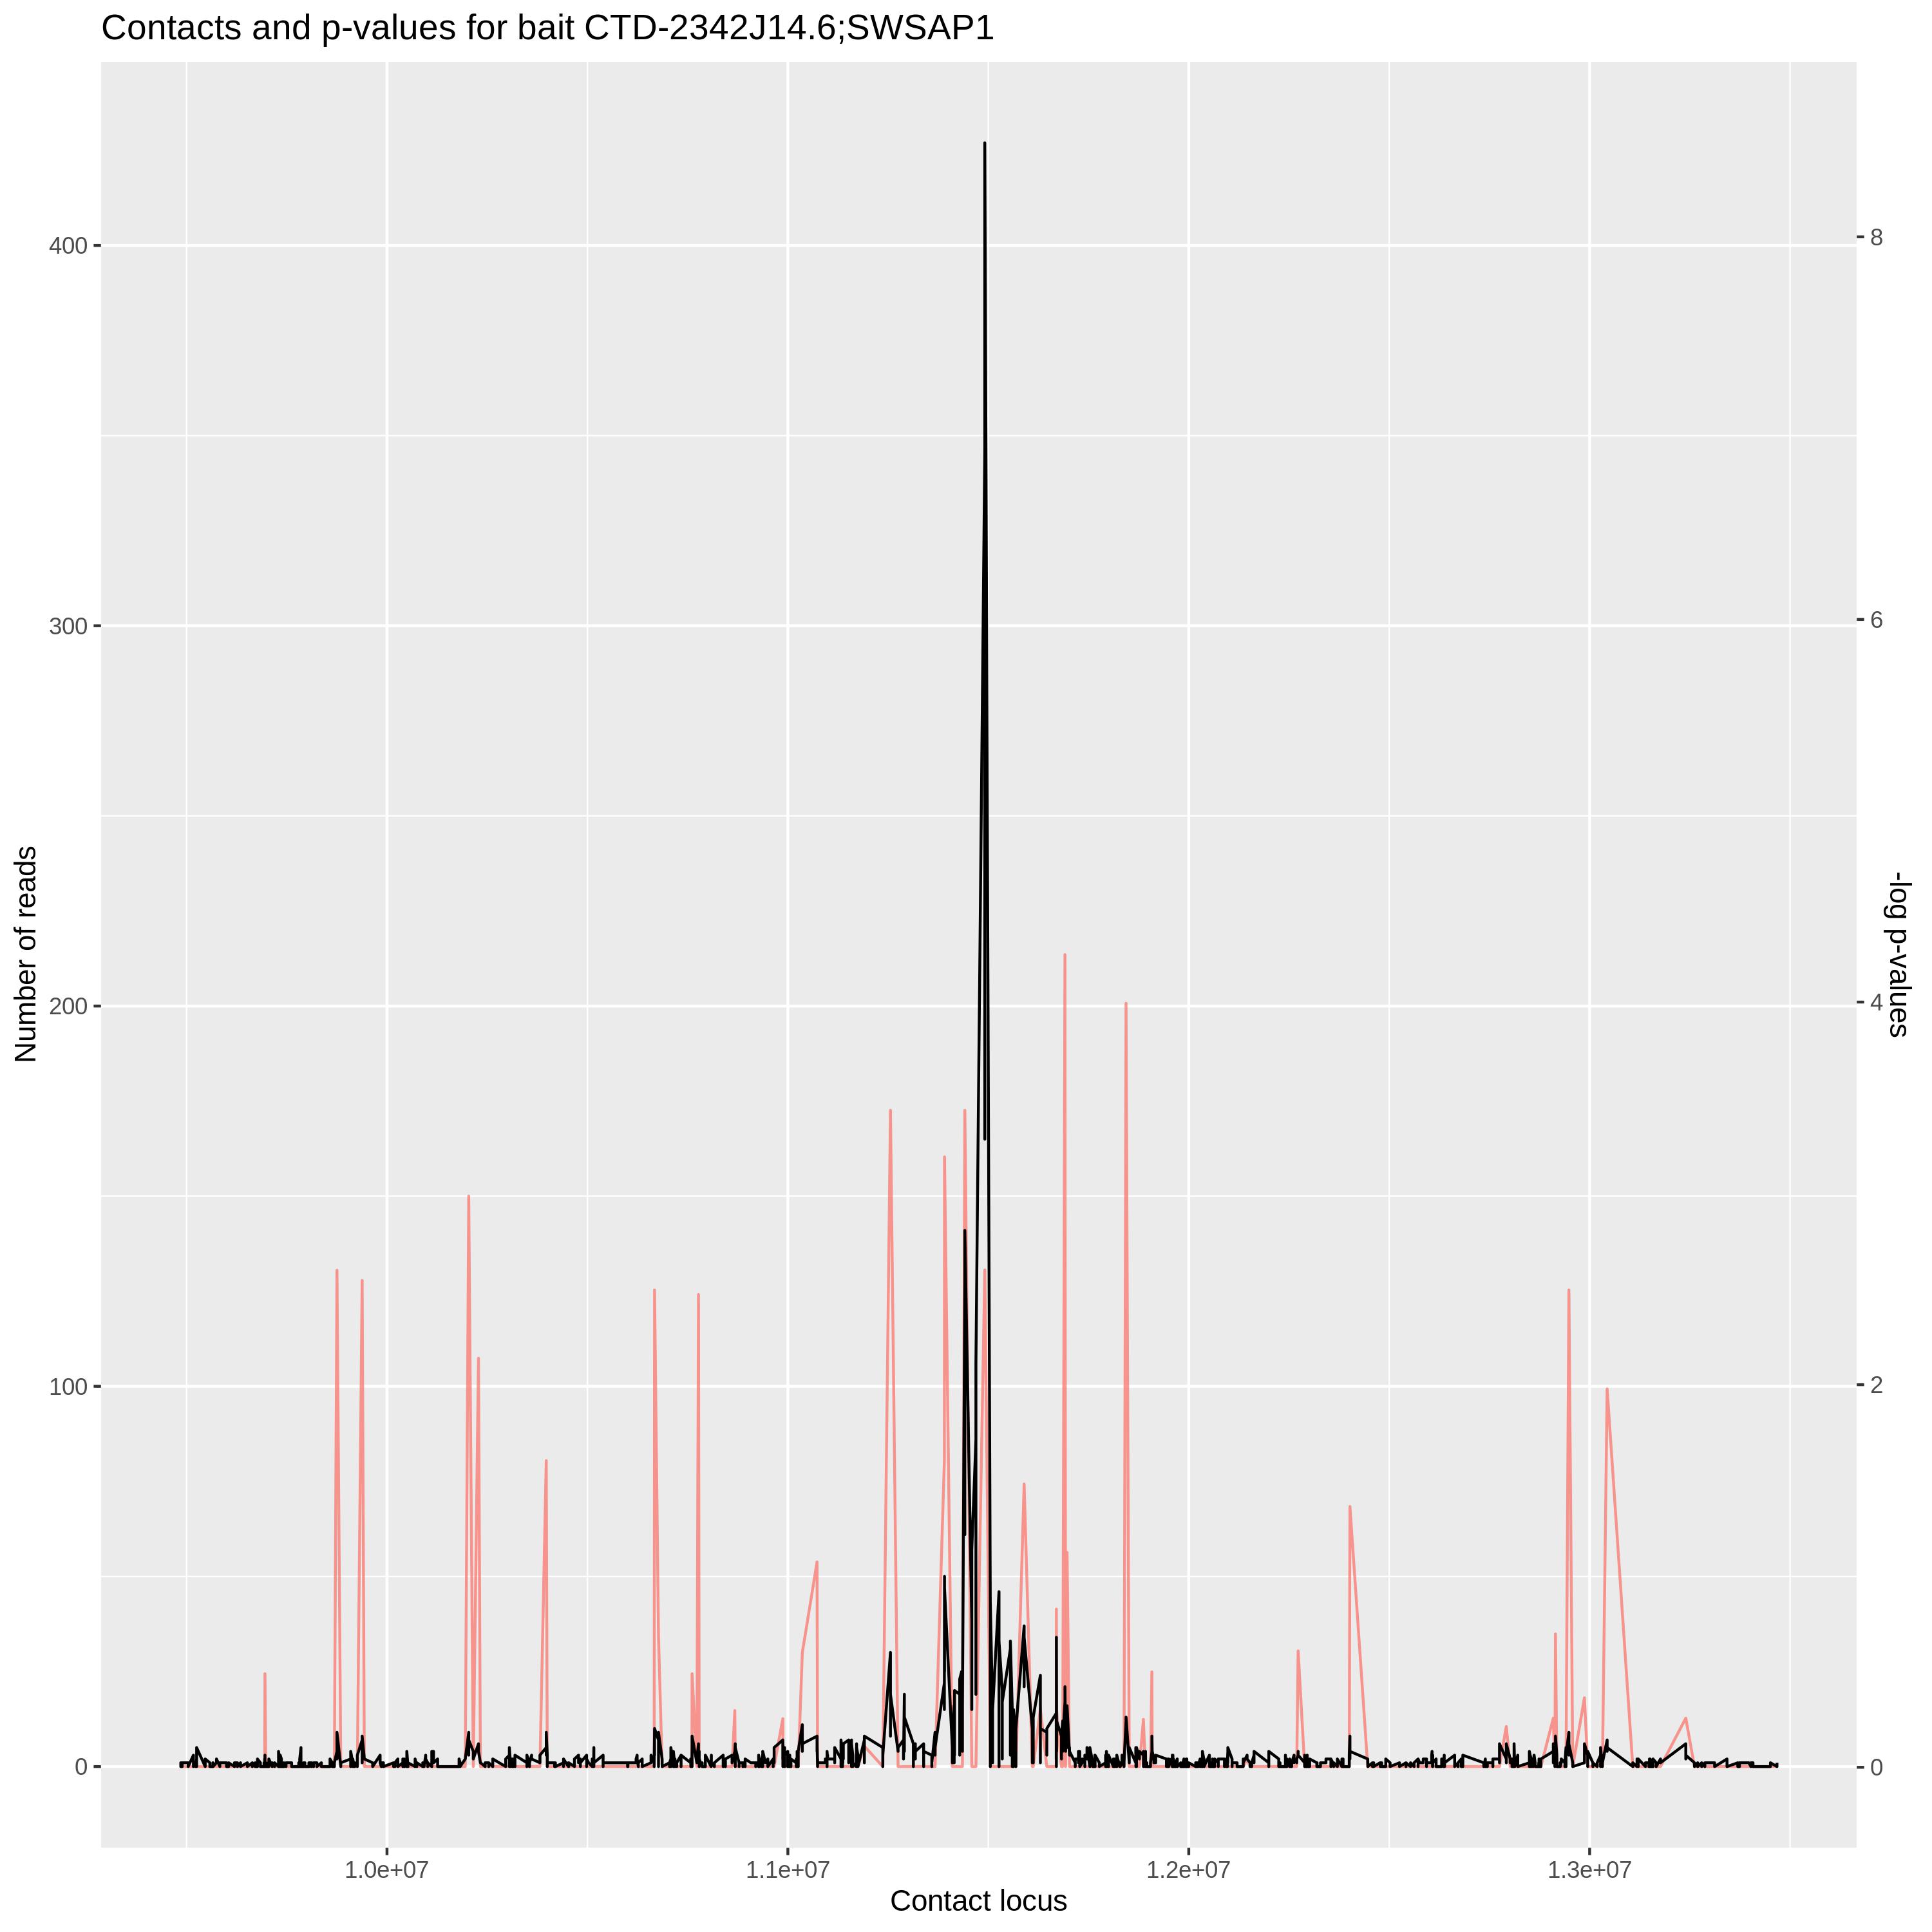 Contacts and p-values for bait CTD-2342J14.6;SWSAP1
Number of reads
400
300
200
100
0
8
6
4
2
0
-log p-values
1.0e+07
1.1e+07
1.2e+07
1.3e+07
Contact locus